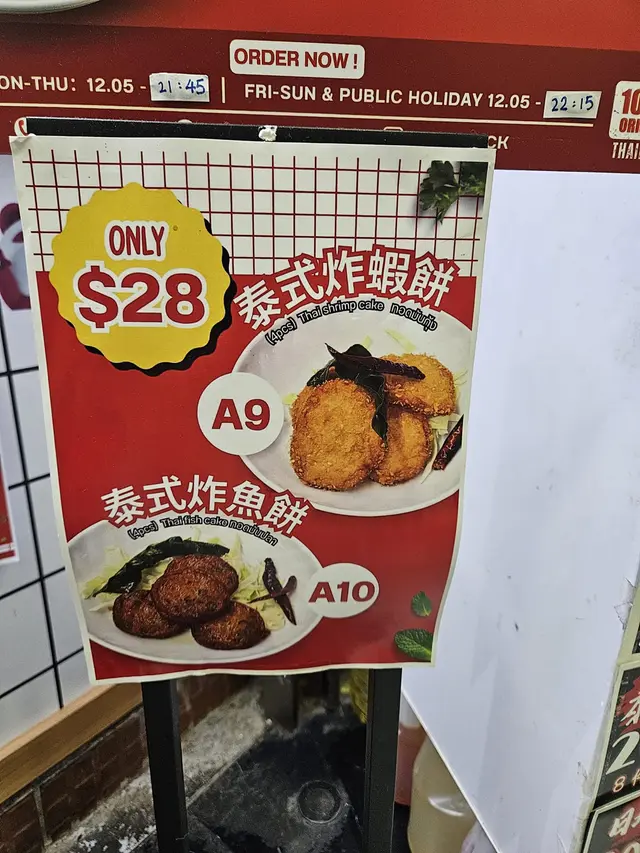 ORDER NOW!
ON-THU: 12.05 - 21:45 | FRI-SUN & PUBLIC HOLIDAY 12.05 - 22:15
CK
THAI
ONLY
$28
泰式炸蝦餅
(4pcs) Thai shrimp cake ทอดมันกุ้ง
A9
泰式炸魚餅
(4pcs) Thai fish cake ทอดมันปลา
A10